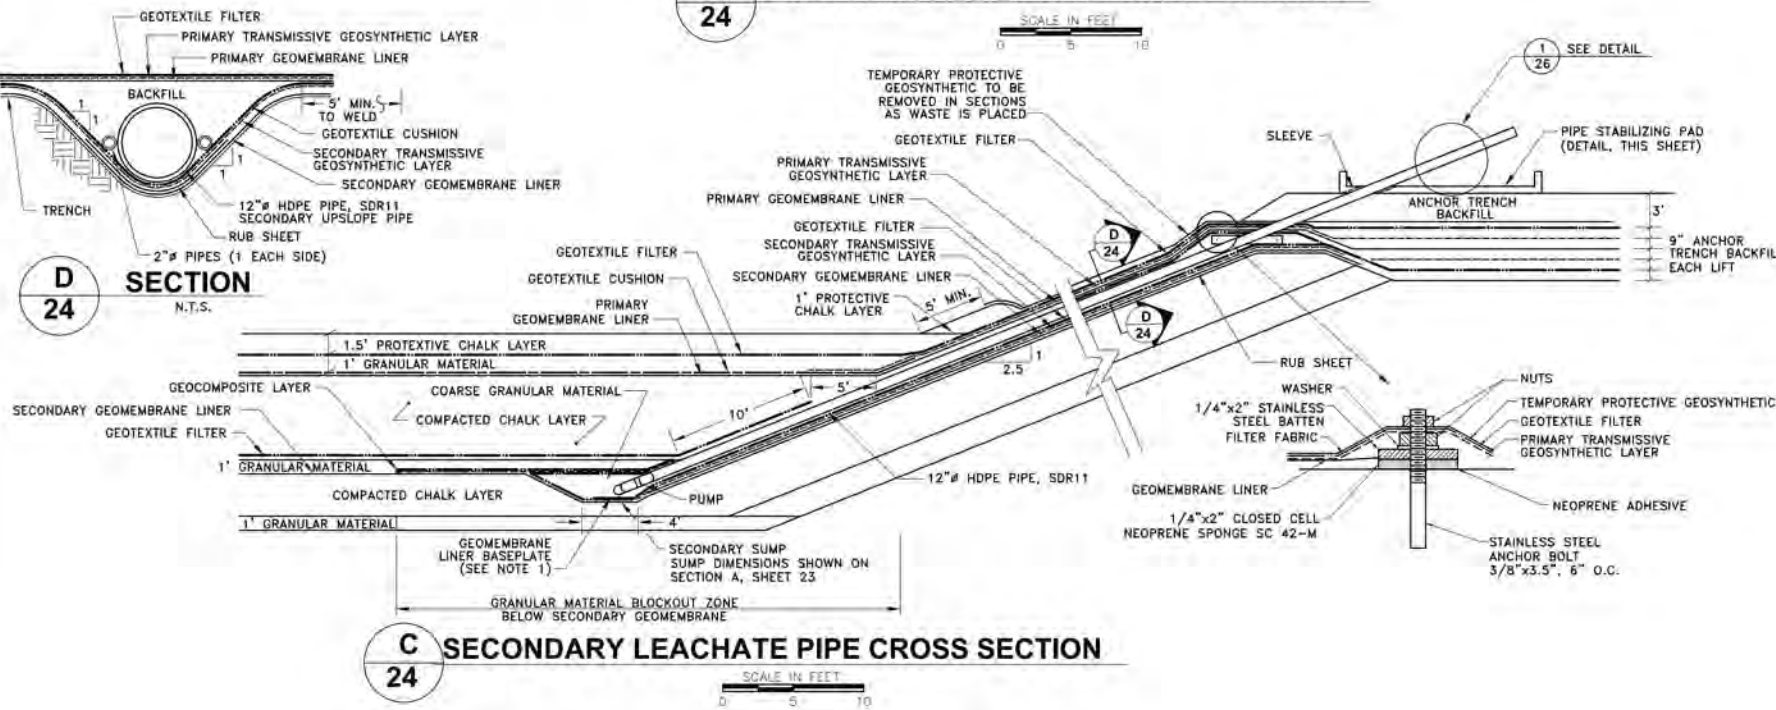 24
SCALE IN FEET
0 5 10
GEOTEXTILE FILTER
PRIMARY TRANSMISSIVE GEOSYNTHETIC LAYER
PRIMARY GEOMEMBRANE LINER
BACKFILL
1
1
5' MIN.
TO WELD
GEOTEXTILE CUSHION
SECONDARY TRANSMISSIVE
GEOSYNTHETIC LAYER
1
1
SECONDARY GEOMEMBRANE LINER
12"ø HDPE PIPE, SDR11
SECONDARY UPSLOPE PIPE
TRENCH
RUB SHEET
2"ø PIPES (1 EACH SIDE)
D
24
SECTION
N.T.S.
TEMPORARY PROTECTIVE
GEOSYNTHETIC TO BE
REMOVED IN SECTIONS
AS WASTE IS PLACED
GEOTEXTILE FILTER
PRIMARY TRANSMISSIVE
GEOSYNTHETIC LAYER
PRIMARY GEOMEMBRANE LINER
GEOTEXTILE FILTER
SECONDARY TRANSMISSIVE
GEOSYNTHETIC LAYER
SECONDARY GEOMEMBRANE LINER
1' PROTECTIVE
CHALK LAYER
5' MIN.
D
24
D
24
1
26
SEE DETAIL
SLEEVE
PIPE STABILIZING PAD
(DETAIL, THIS SHEET)
ANCHOR TRENCH
BACKFILL
3'
9" ANCHOR
TRENCH BACKFIL
EACH LIFT
GEOTEXTILE FILTER
GEOTEXTILE CUSHION
PRIMARY
GEOMEMBRANE LINER
1.5' PROTEXTIVE CHALK LAYER
1' GRANULAR MATERIAL
GEOCOMPOSITE LAYER
COARSE GRANULAR MATERIAL
5'
10'
SECONDARY GEOMEMBRANE LINER
COMPACTED CHALK LAYER
GEOTEXTILE FILTER
1' GRANULAR MATERIAL
COMPACTED CHALK LAYER
PUMP
1' GRANULAR MATERIAL
4'
1
2.5
12"ø HDPE PIPE, SDR11
RUB SHEET
GEOMEMBRANE
LINER BASEPLATE
(SEE NOTE 1)
SECONDARY SUMP
SUMP DIMENSIONS SHOWN ON
SECTION A, SHEET 23
GRANULAR MATERIAL BLOCKOUT ZONE
BELOW SECONDARY GEOMEMBRANE
WASHER
1/4"x2" STAINLESS
STEEL BATTEN
FILTER FABRIC
NUTS
TEMPORARY PROTECTIVE GEOSYNTHETIC
GEOTEXTILE FILTER
PRIMARY TRANSMISSIVE
GEOSYNTHETIC LAYER
GEOMEMBRANE LINER
NEOPRENE ADHESIVE
1/4"x2" CLOSED CELL
NEOPRENE SPONGE SC 42-M
STAINLESS STEEL
ANCHOR BOLT
3/8"x3.5", 6" O.C.
C
24
SECONDARY LEACHATE PIPE CROSS SECTION
SCALE IN FEET
0 5 10